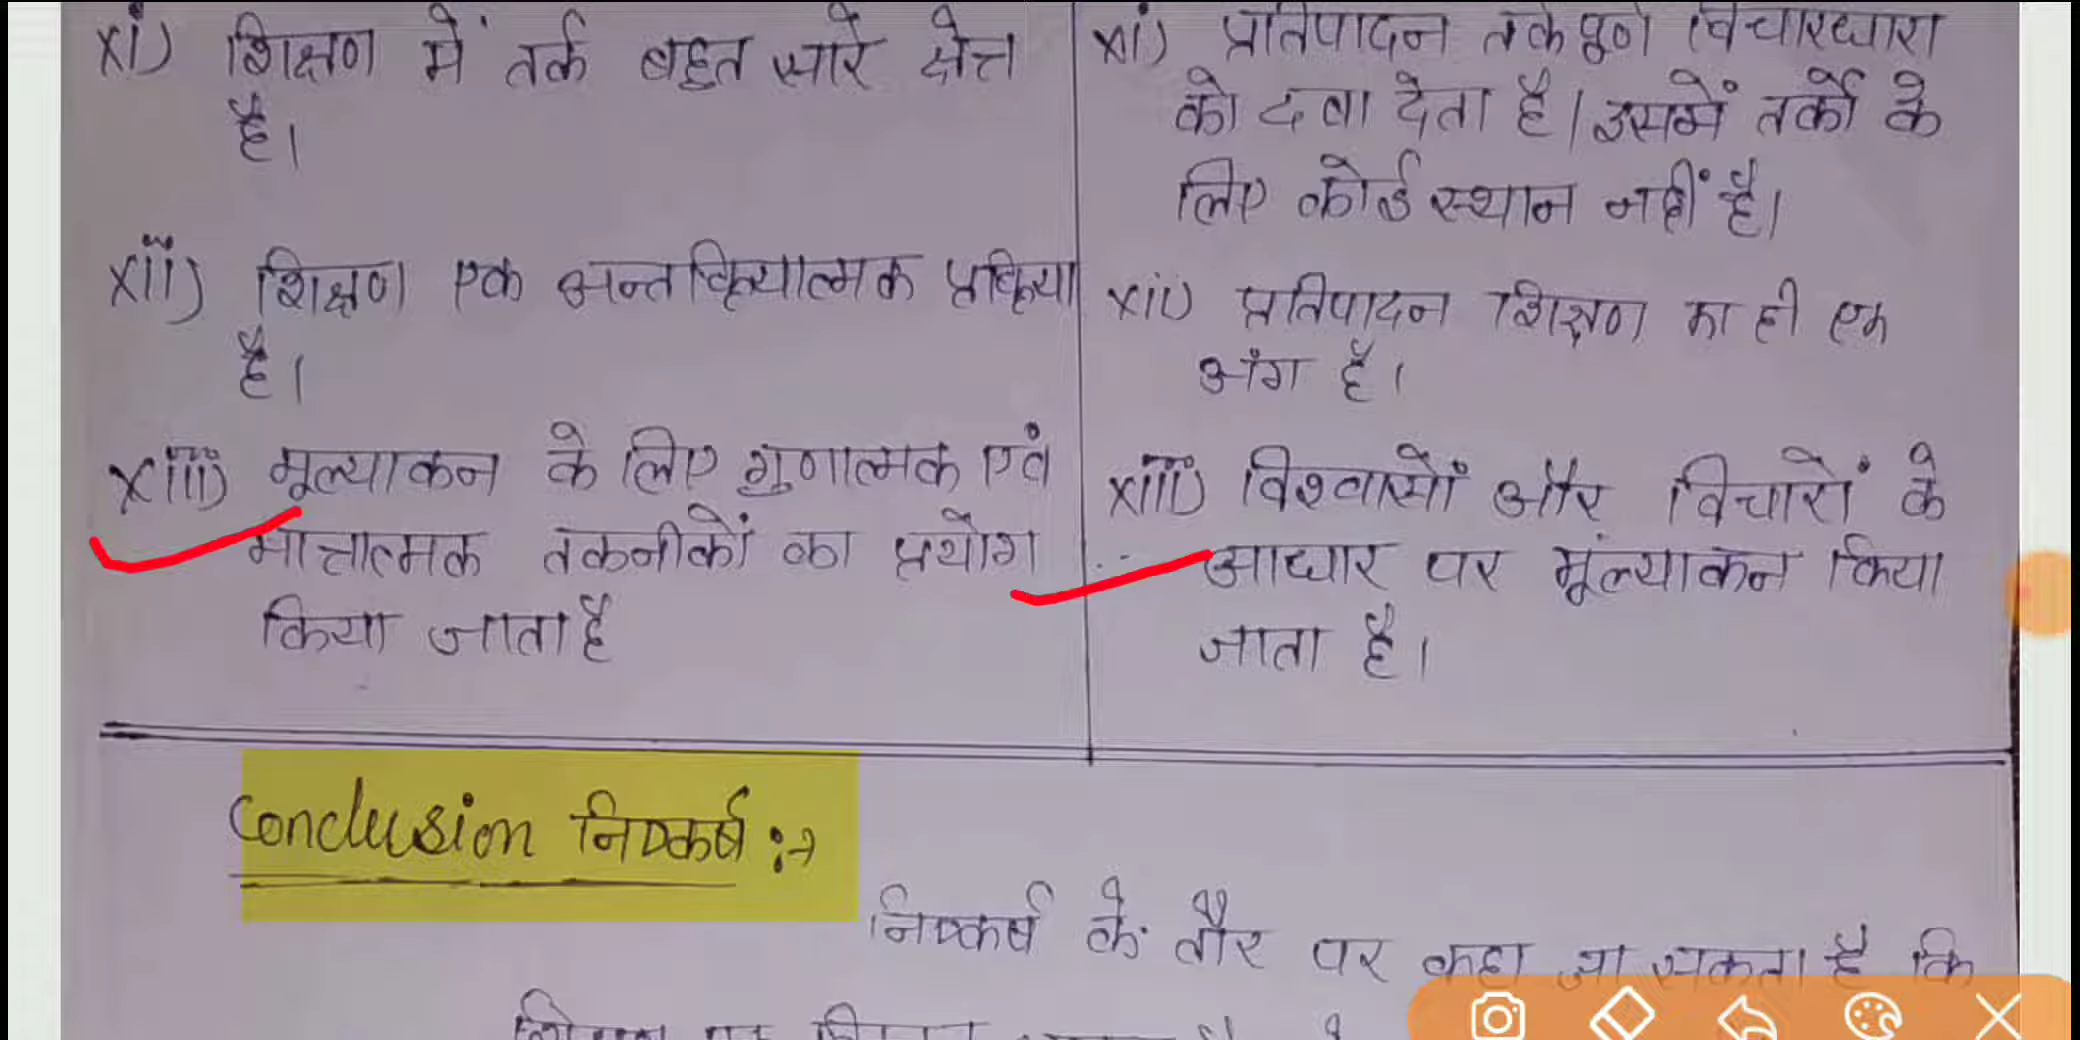 xi) शिक्षण में तर्क बहुत सारे क्षेत्र
है।
xii) शिक्षण एक अन्तक्रियात्मक प्रक्रिया
है।
xiii) मूल्याकन के लिए गुणात्मक एवं
मात्रात्मक तकनीकों का प्रयोग
किया जाता है
xi) प्रतिपादन तर्कपूर्ण विचारधारा
को दबा देता है। उसमें तर्कों के
लिए कोई स्थान नहीं है।
xii) प्रतिपादन शिक्षण का ही एक
अंग है।
xiii) विश्वासों और विचारों के
आधार पर मूंल्याकन किया
जाता है।
Conclusion निष्कर्ष :→
निष्कर्ष के तौर पर कहा जा सकता है कि